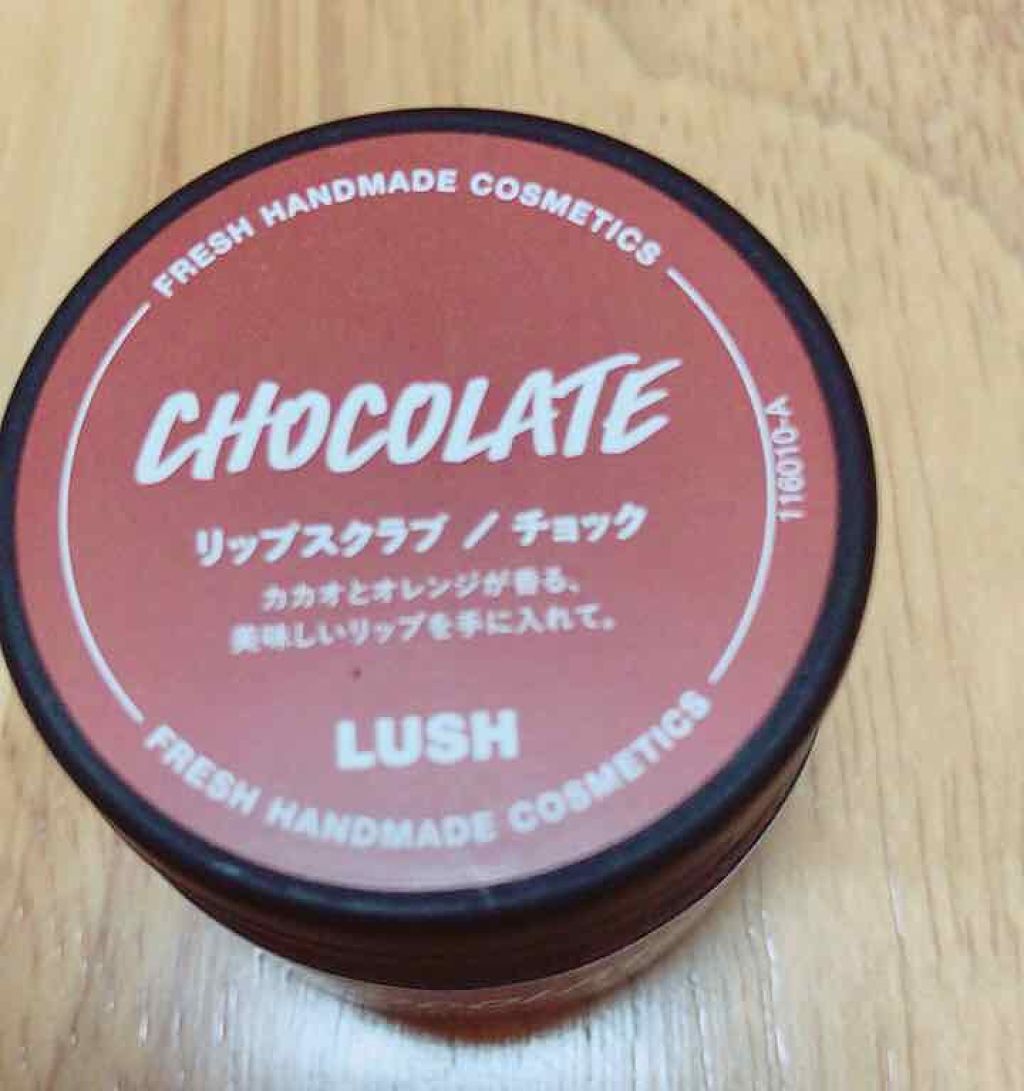 FRESH HANDMADE COSMETICS
CHOCOLATE
リップスクラブ / チョック
カカオとオレンジが香る、
美味しいリップを手に入れて。
LUSH
FRESH HANDMADE COSMETICS
116010-A